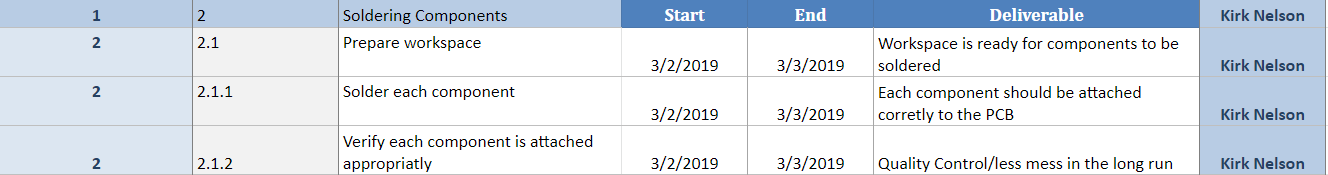 1 2 Soldering Components Start End Deliverable Kirk Nelson
2 2.1 Prepare workspace 3/2/2019 3/3/2019 Workspace is ready for components to be
soldered Kirk Nelson
2 2.1.1 Solder each component 3/2/2019 3/3/2019 Each component should be attached
corretly to the PCB Kirk Nelson
2 2.1.2 Verify each component is attached
appropriatly 3/2/2019 3/3/2019 Quality Control/less mess in the long run Kirk Nelson